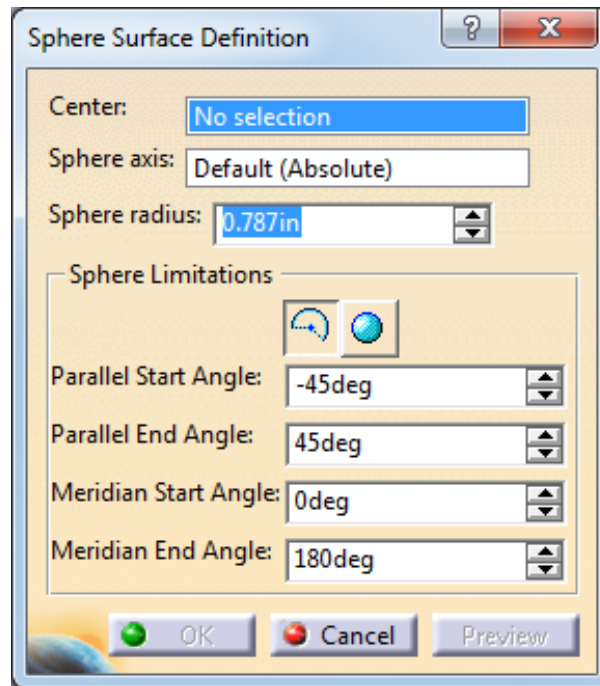 Sphere Surface Definition
Center: No selection
Sphere axis: Default (Absolute)
Sphere radius: 0.787in
Sphere Limitations
Parallel Start Angle: -45deg
Parallel End Angle: 45deg
Meridian Start Angle: 0deg
Meridian End Angle: 180deg
OK Cancel Preview